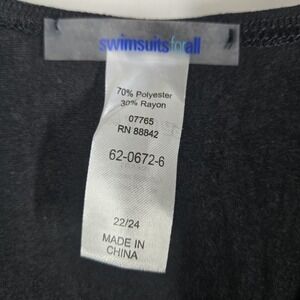 swimsuitsforall
70% Polyester
30% Rayon
07765
RN 88842
62-0672-6
22/24
MADE IN
CHINA